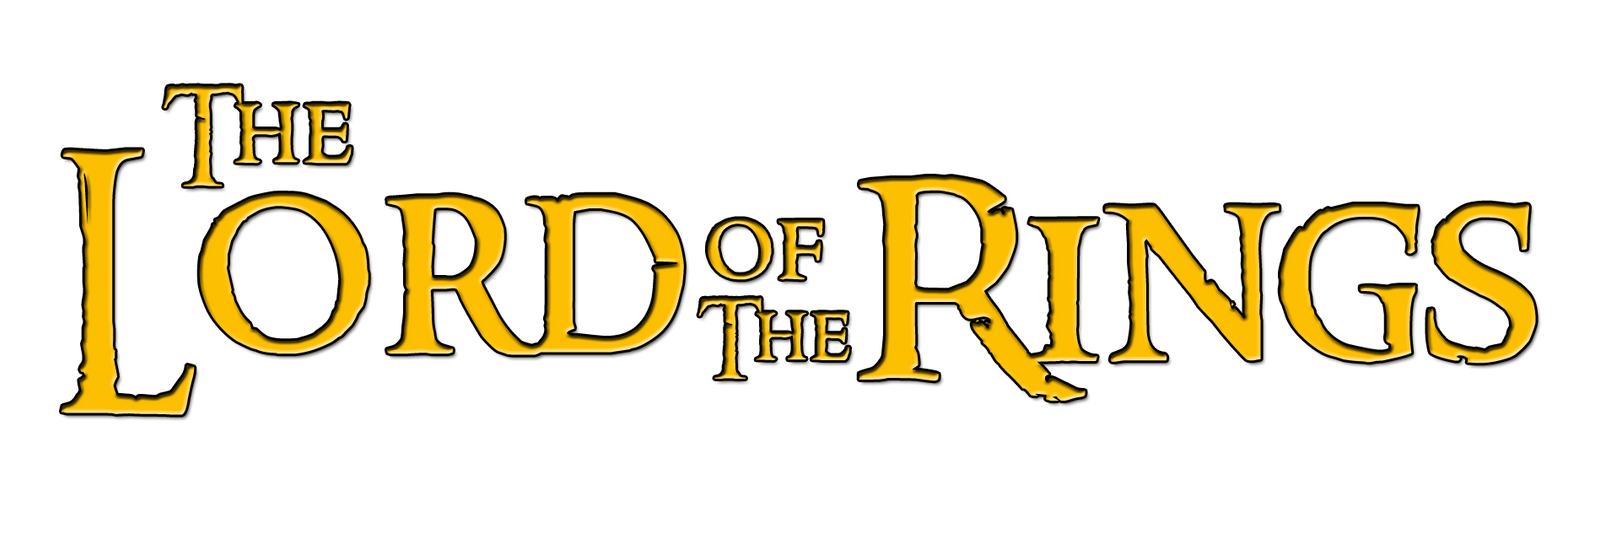 THE
LORD OF THE RINGS